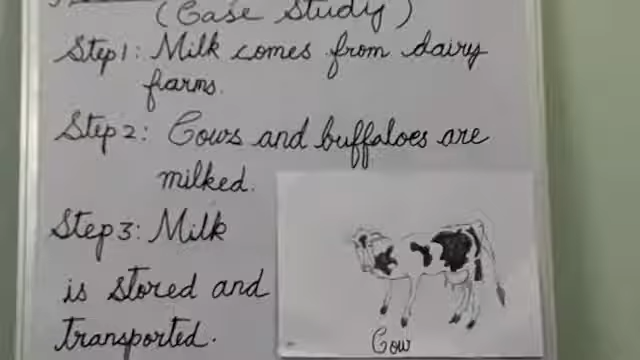 (Case Study)
Step 1: Milk comes from dairy
farms.
Step 2: Cows and buffaloes are
milked.
Step 3: Milk
is stored and
transported.
Cow